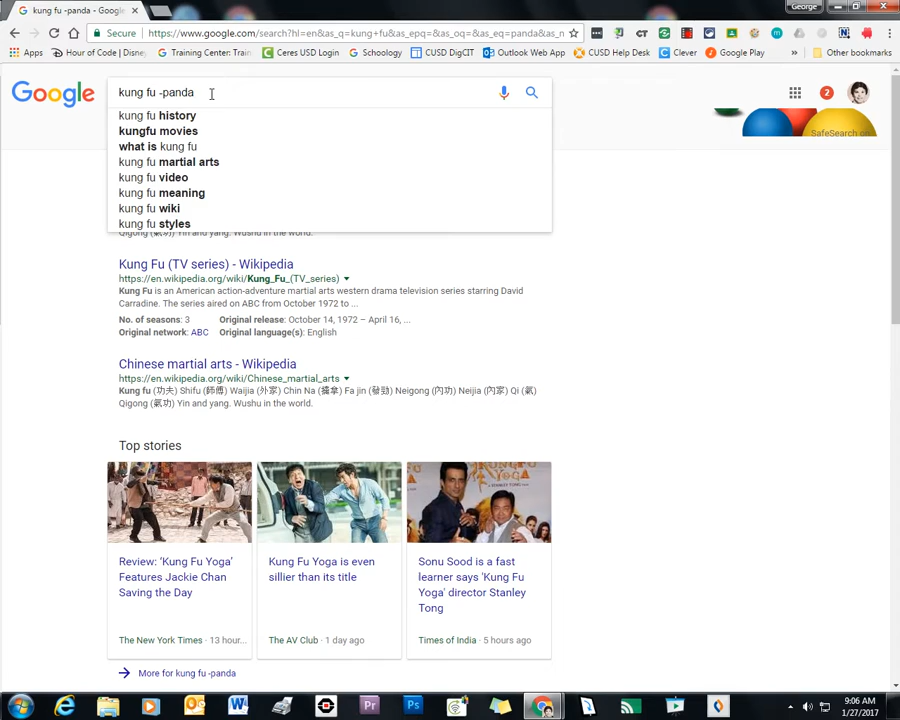 kung fu -panda - Google
George
Secure
https://www.google.com/search?hl=en&as_q=kung+fu&as_epq=&as_oq=&as_eq=panda&as_n
Apps
Hour of Code | Disne
Training Center: Train
Ceres USD Login
Schoology
CUSD DigCIT
Outlook Web App
CUSD Help Desk
Clever
Google Play
»
Other bookmarks
Google
kung fu -panda
2
SafeSearch on
kung fu history
kungfu movies
what is kung fu
kung fu martial arts
kung fu video
kung fu meaning
kung fu wiki
kung fu styles
Qigong (氣功) Yin and yang. Wushu in the world.
Kung Fu (TV series) - Wikipedia
https://en.wikipedia.org/wiki/Kung_Fu_(TV_series)
Kung Fu is an American action-adventure martial arts western drama television series starring David
Carradine. The series aired on ABC from October 1972 to ...
No. of seasons: 3 Original release: October 14, 1972 – April 16, ...
Original network: ABC Original language(s): English
Chinese martial arts - Wikipedia
https://en.wikipedia.org/wiki/Chinese_martial_arts
Kung fu (功夫) Shifu (師傅) Waijia (外家) Chin Na (擒拿) Fa jin (發勁) Neigong (內功) Neijia (內家) Qi (氣)
Qigong (氣功) Yin and yang. Wushu in the world.
Top stories
Review: ‘Kung Fu Yoga’
Features Jackie Chan
Saving the Day
The New York Times · 13 hour...
Kung Fu Yoga is even
sillier than its title
The AV Club · 1 day ago
Sonu Sood is a fast
learner says 'Kung Fu
Yoga' director Stanley
Tong
Times of India · 5 hours ago
More for kung fu -panda
Pr
Ps
9:06 AM
1/27/2017